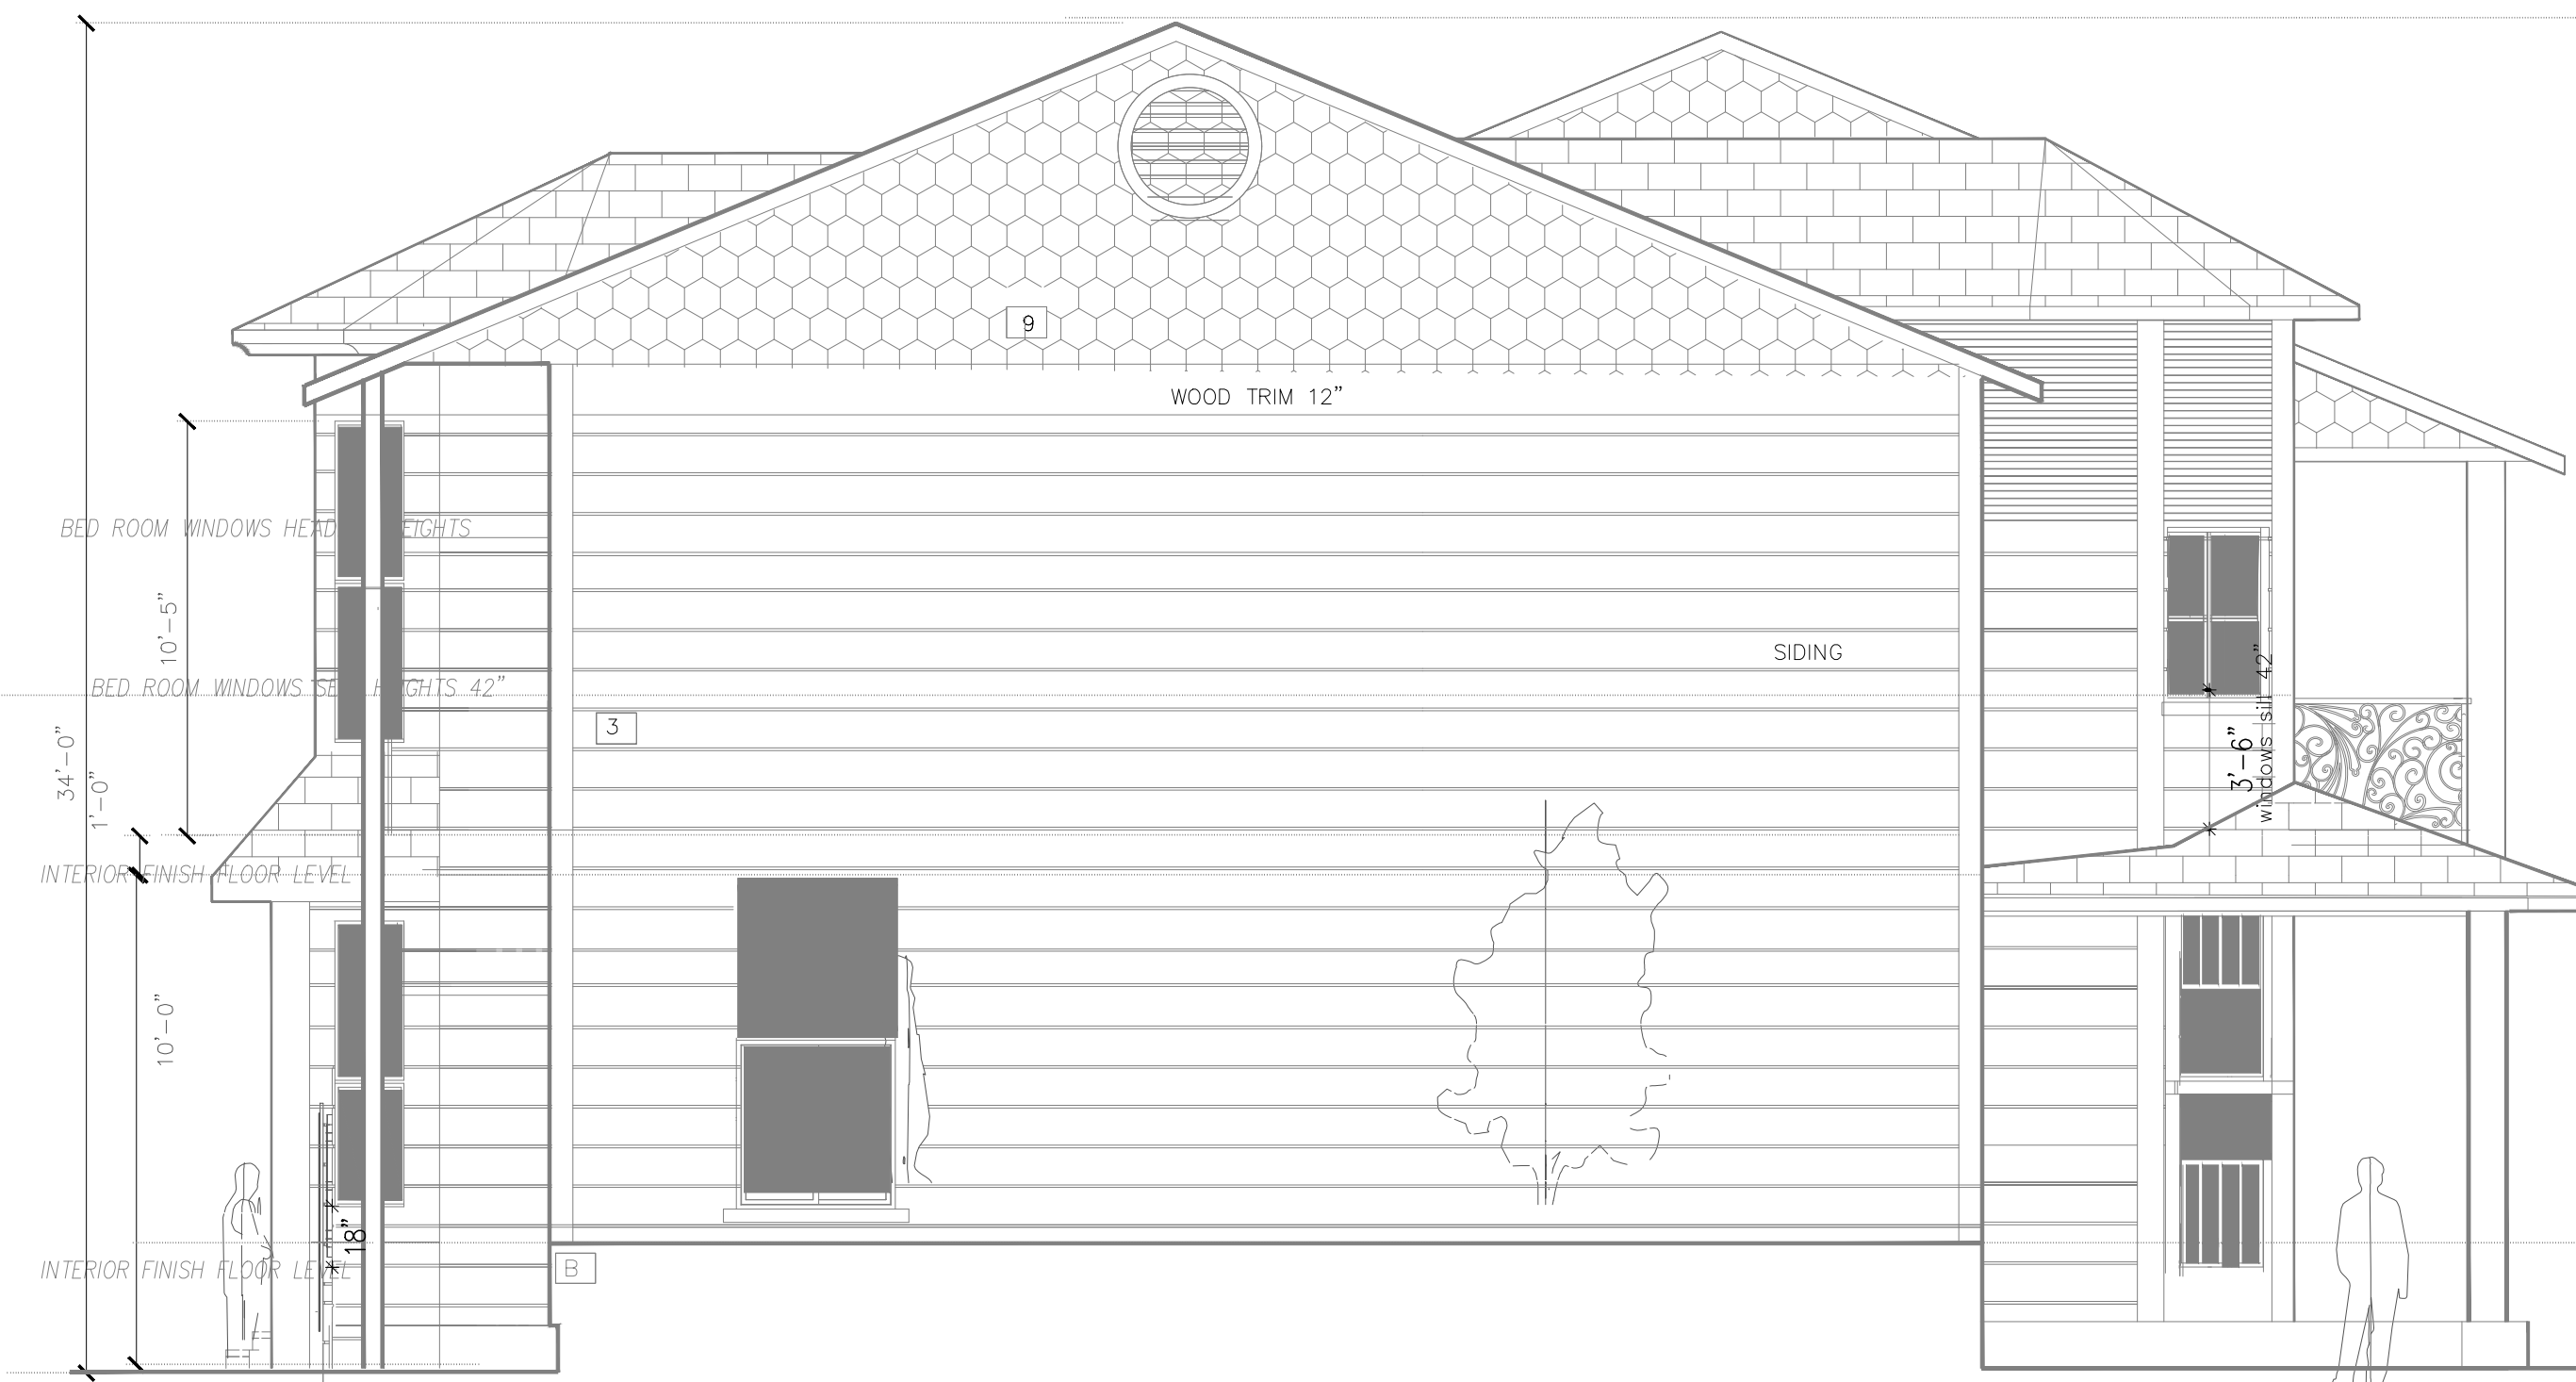 9
WOOD TRIM 12"
BED ROOM WINDOWS HEAD EIGHTS
10'-5"
SIDING
windows sill 42"
BED ROOM WINDOWS SE HEIGHTS 42"
3
34'-0"
1'-0"
3'-6"
INTERIOR FINISH FLOOR LEVEL
10'-0"
18"
INTERIOR FINISH FLOOR LEVEL
B